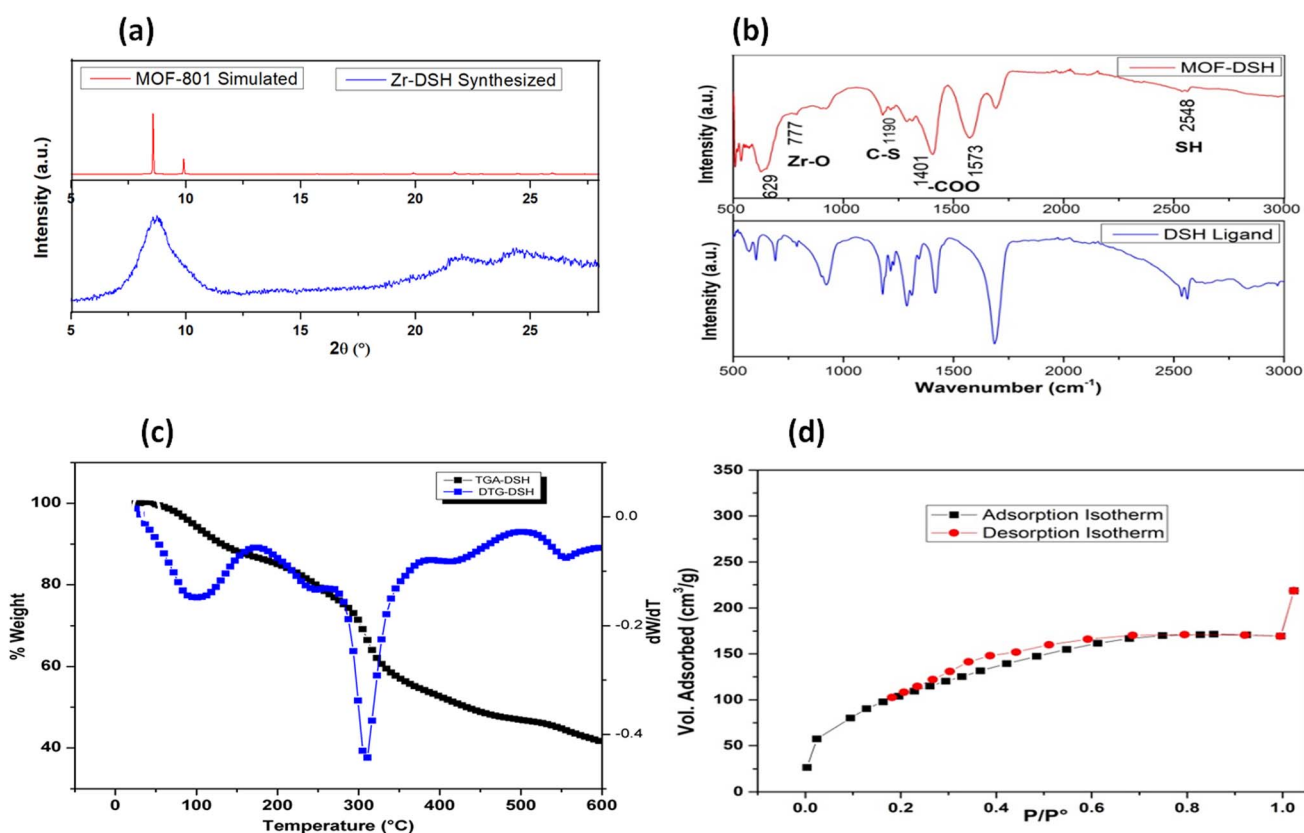 (a)
MOF-801 Simulated
Zr-DSH Synthesized
Intensity (a.u.)
5 10 15 20 25
5 10 15 20 25
2θ (°)
(b)
MOF-DSH
Intensity (a.u.)
629
777
Zr-O
C-S
1190
1401
-COO
1573
2548
SH
500 1000 1500 2000 2500 3000
DSH Ligand
Intensity (a.u.)
500 1000 1500 2000 2500 3000
Wavenumber (cm⁻¹)
(c)
TGA-DSH
DTG-DSH
% Weight
100
80
60
40
0.0
-0.2
-0.4
dW/dT
0 100 200 300 400 500 600
Temperature (°C)
(d)
Adsorption Isotherm
Desorption Isotherm
Vol. Adsorbed (cm³/g)
350
300
250
200
150
100
50
0
0.0 0.2 0.4 0.6 0.8 1.0
P/P°